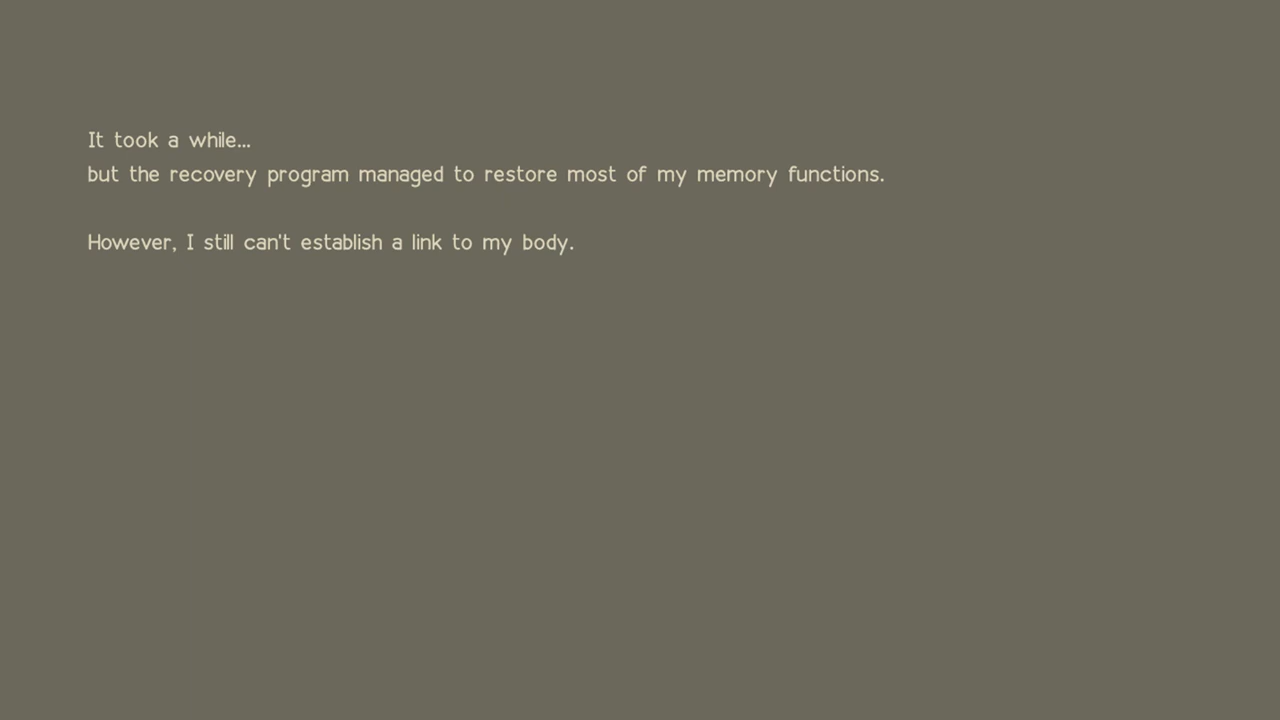 It took a while...
but the recovery program managed to restore most of my memory functions.
However, I still can't establish a link to my body.